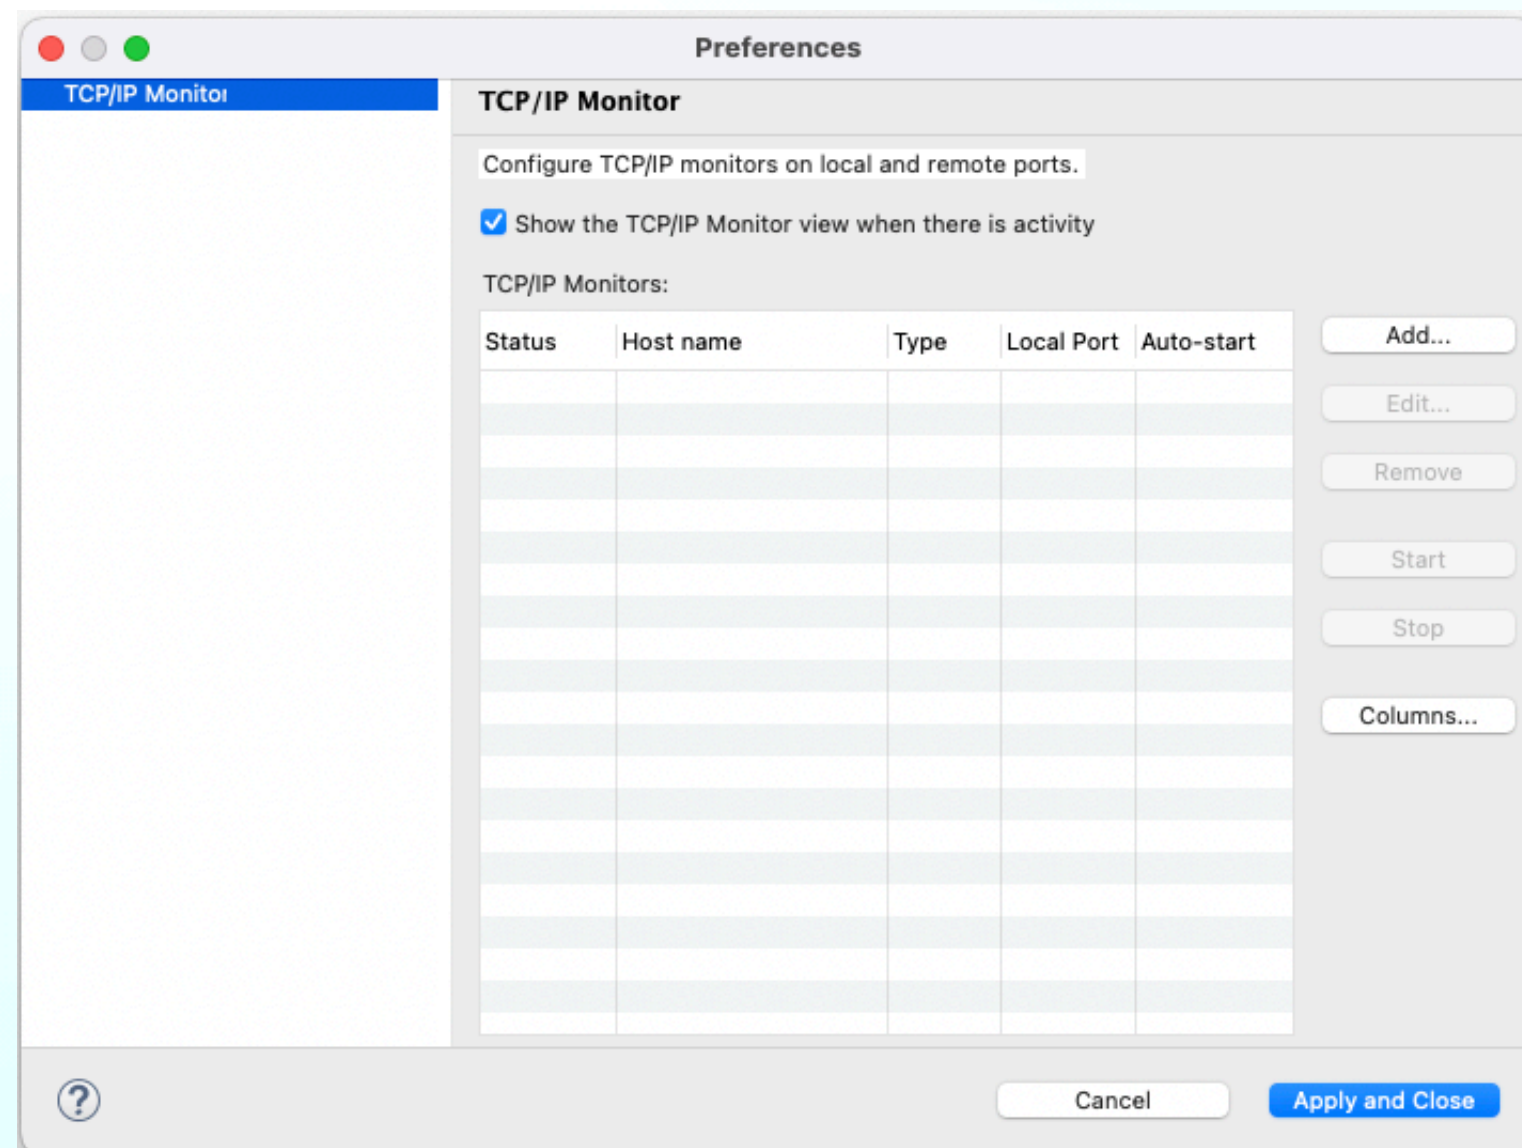 Preferences
TCP/IP Monitor
TCP/IP Monitor
Configure TCP/IP monitors on local and remote ports.
Show the TCP/IP Monitor view when there is activity
TCP/IP Monitors:
Status Host name Type Local Port Auto-start
Add...
Edit...
Remove
Start
Stop
Columns...
?
Cancel Apply and Close